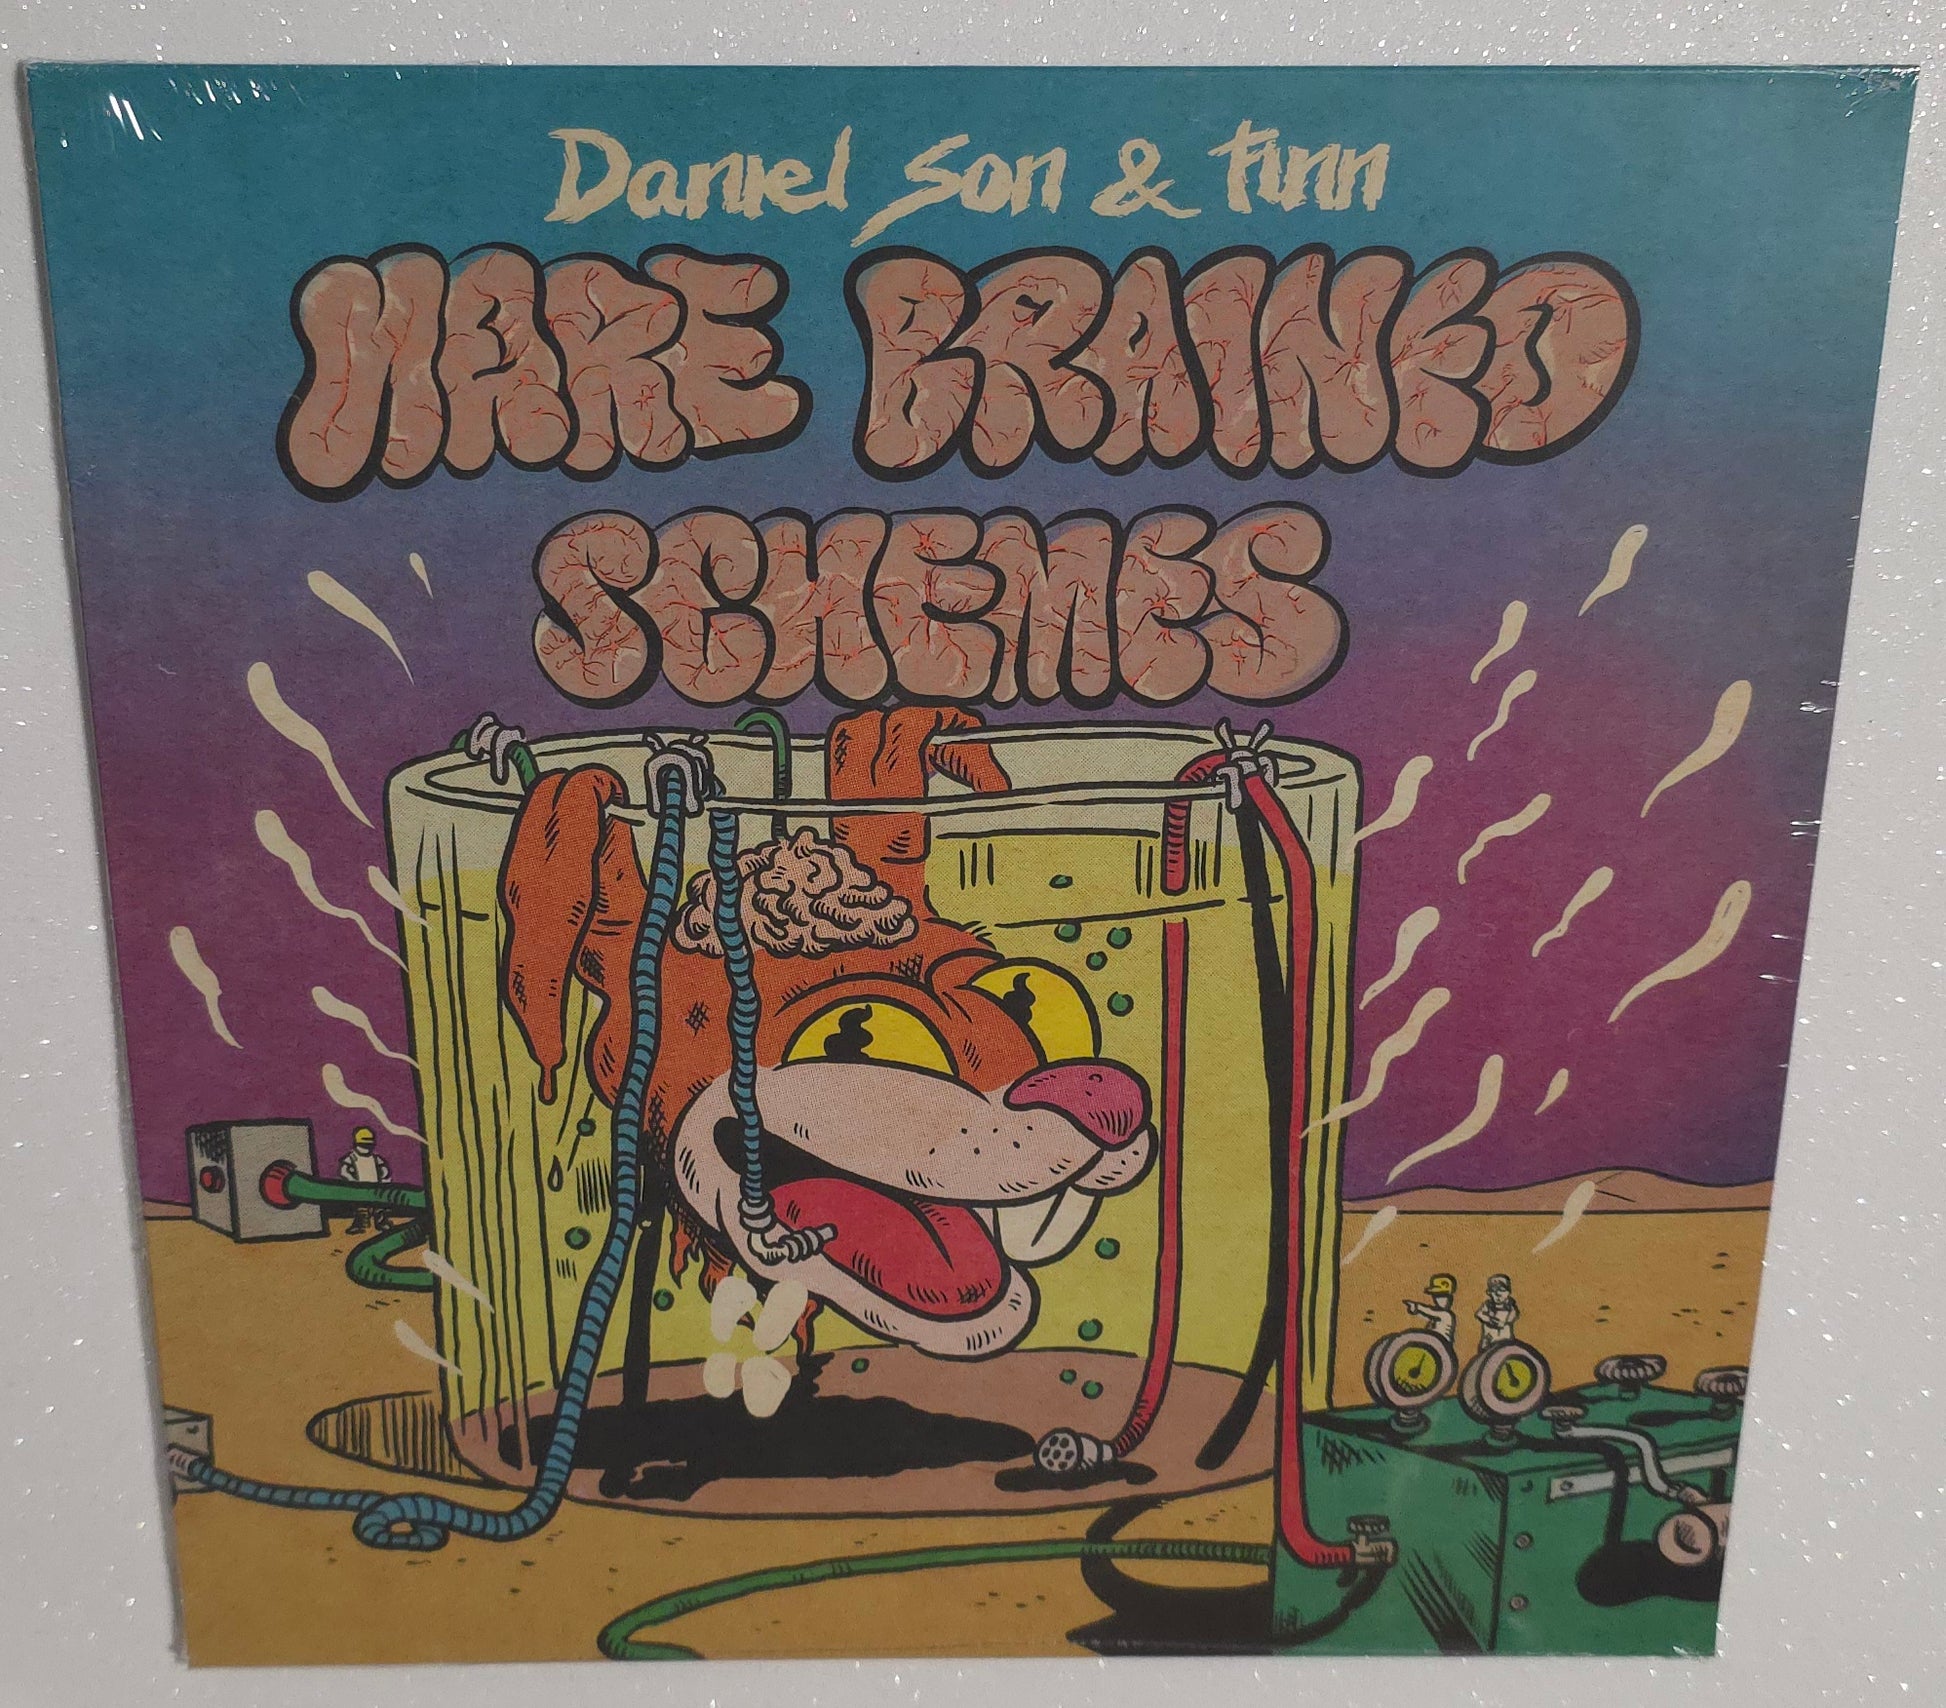 Daniel Son & Finn
HARE BRAINED
SCHEMES